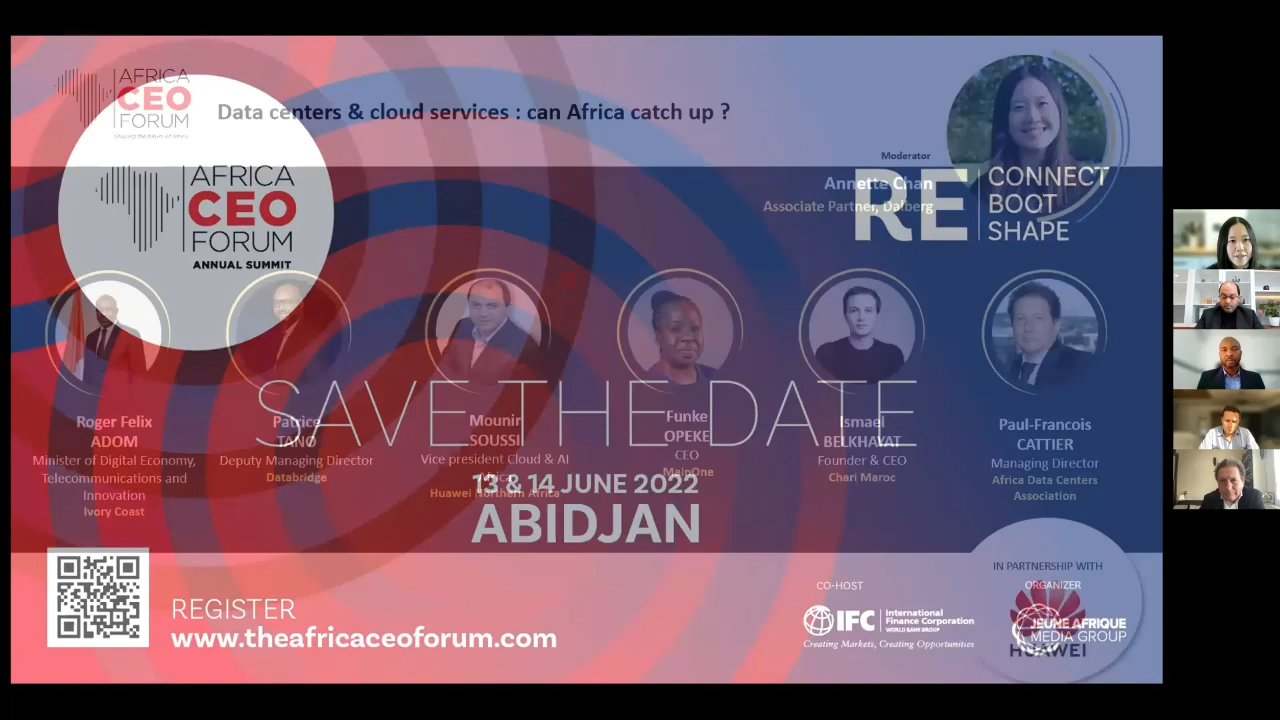 AFRICA
CEO
FORUM
Data centers & cloud services : can Africa catch up ?
AFRICA
CEO
FORUM
ANNUAL SUMMIT
Moderator
Annette Chan
Associate Partner, Dalberg
RE
CONNECT
BOOT
SHAPE
SAVE THE DATE
13 & 14 JUNE 2022
ABIDJAN
Roger Felix
ADOM
Minister of Digital Economy,
Telecommunications and
Innovation
Ivory Coast
Patrice
TANO
Deputy Managing Director
Databridge
Mounir
SOUSSI
Vice president Cloud & AI
Huawei Northern Africa
Funke
OPEKE
CEO
MainOne
Ismael
BELKHAYAT
Founder & CEO
Chari Maroc
Paul-Francois
CATTIER
Managing Director
Africa Data Centers
Association
REGISTER
www.theafricaceoforum.com
CO-HOST
IFC
International
Finance Corporation
WORLD BANK GROUP
Creating Markets, Creating Opportunities
IN PARTNERSHIP WITH
HUAWEI
ORGANIZER
JEUNE AFRIQUE
MEDIA GROUP